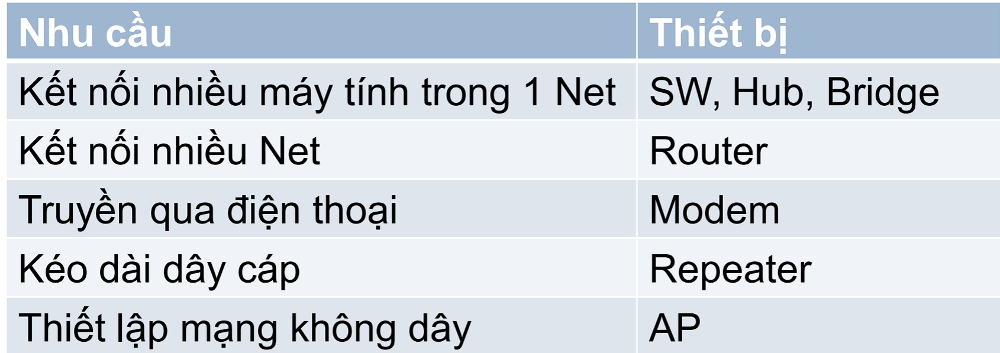 Nhu cầu Thiết bị
Kết nối nhiều máy tính trong 1 Net SW, Hub, Bridge
Kết nối nhiều Net Router
Truyền qua điện thoại Modem
Kéo dài dây cáp Repeater
Thiết lập mạng không dây AP